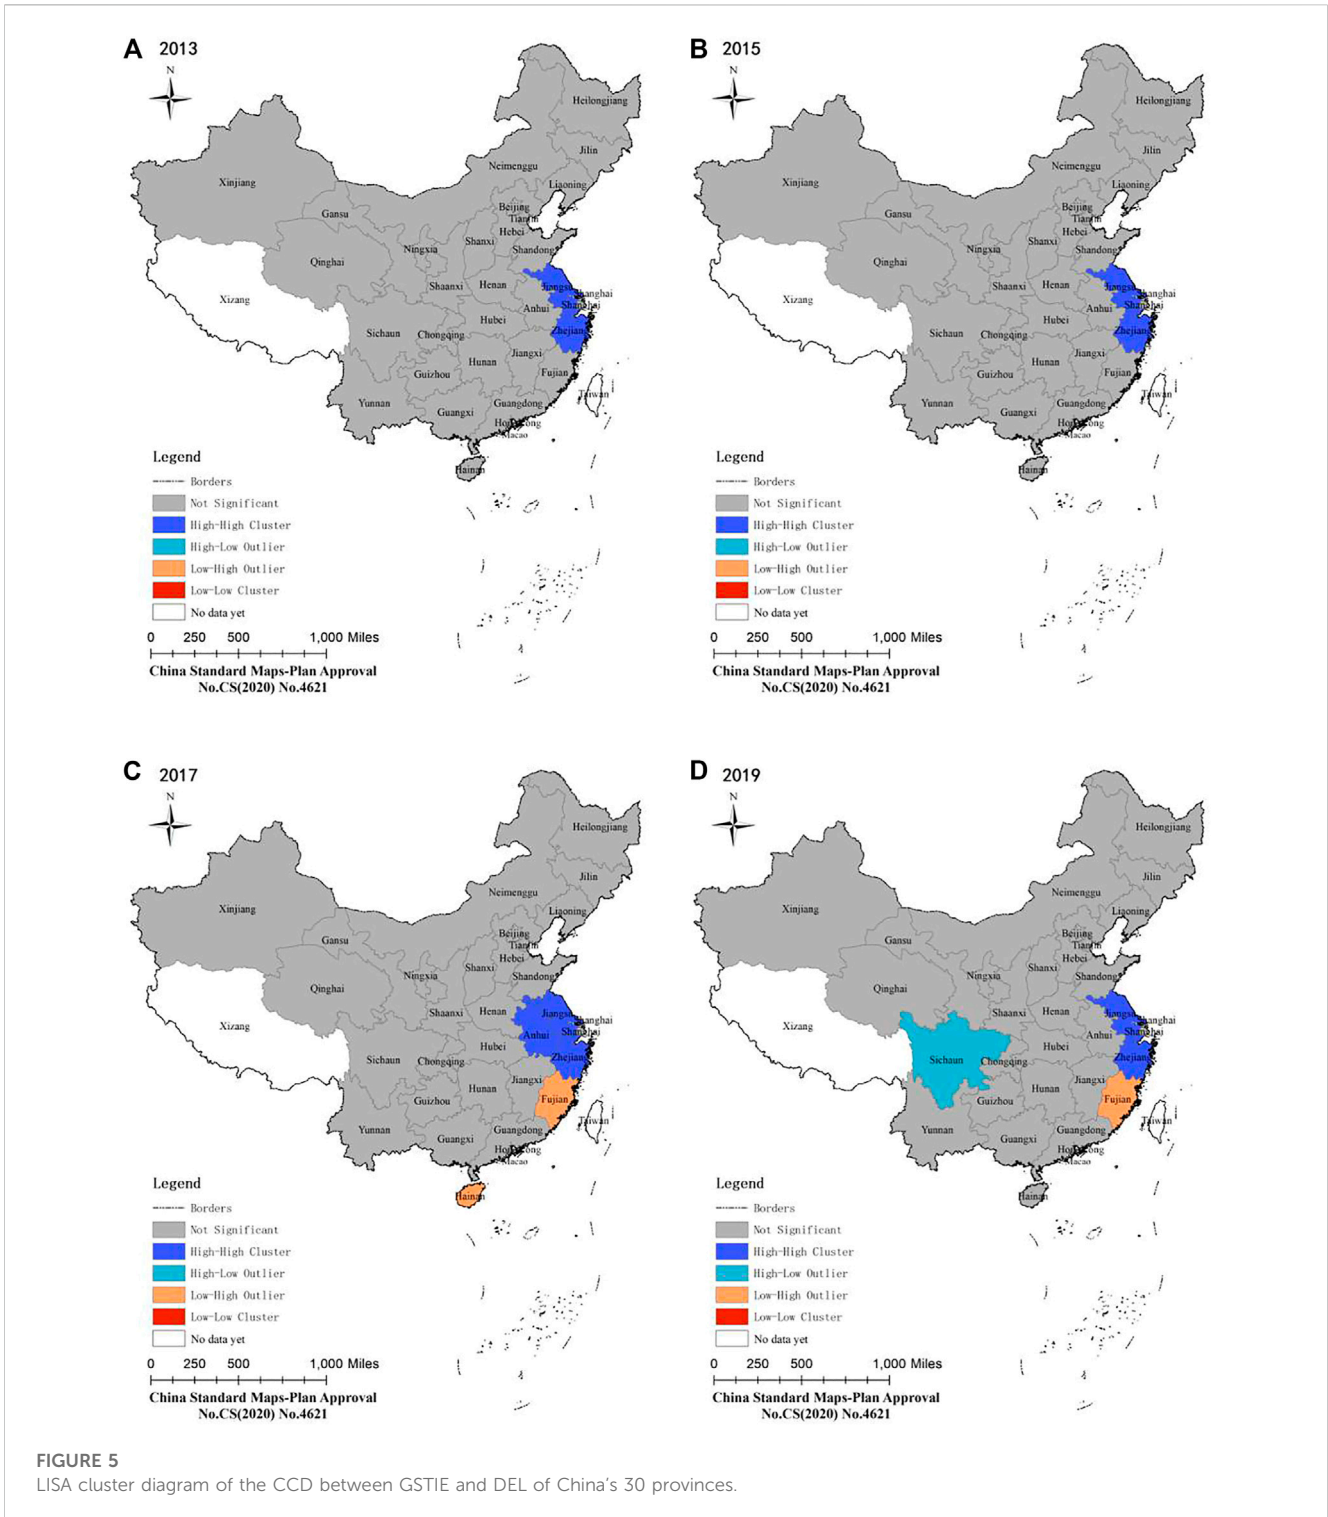 A 2013
N
Heilongjiang
Jilin
Neimenggu
Liaoning
Xinjiang
Gansu
Beijing
Tianjin
Hebei
Shanxi
Shandong
Ningxia
Qinghai
Shaanxi
Henan
Jiangsu
Shanghai
Shanghai
Anhui
Xizang
Hubei
Sichaun
Chongqing
Zhejiang
Jiangxi
Hunan
Guizhou
Fujian
Taiwan
Yunnan
Guangxi
Guangdong
Hong Kong
Macao
Hainan
Legend
Borders
Not Significant
High-High Cluster
High-Low Outlier
Low-High Outlier
Low-Low Cluster
No data yet
0 250 500 1,000 Miles
China Standard Maps-Plan Approval
No.CS(2020) No.4621
B 2015
N
Heilongjiang
Jilin
Neimenggu
Liaoning
Xinjiang
Gansu
Beijing
Tianjin
Hebei
Shanxi
Shandong
Ningxia
Qinghai
Shaanxi
Henan
Jiangsu
Shanghai
Shanghai
Anhui
Xizang
Hubei
Sichaun
Chongqing
Zhejiang
Jiangxi
Hunan
Guizhou
Fujian
Taiwan
Yunnan
Guangxi
Guangdong
Hong Kong
Macao
Hainan
Legend
Borders
Not Significant
High-High Cluster
High-Low Outlier
Low-High Outlier
Low-Low Cluster
No data yet
0 250 500 1,000 Miles
China Standard Maps-Plan Approval
No.CS(2020) No.4621
C 2017
N
Heilongjiang
Jilin
Neimenggu
Liaoning
Xinjiang
Gansu
Beijing
Tianjin
Hebei
Shanxi
Shandong
Ningxia
Qinghai
Shaanxi
Henan
Jiangsu
Shanghai
Shanghai
Anhui
Xizang
Hubei
Sichaun
Chongqing
Zhejiang
Jiangxi
Hunan
Guizhou
Fujian
Taiwan
Yunnan
Guangxi
Guangdong
Hong Kong
Macao
Hainan
Legend
Borders
Not Significant
High-High Cluster
High-Low Outlier
Low-High Outlier
Low-Low Cluster
No data yet
0 250 500 1,000 Miles
China Standard Maps-Plan Approval
No.CS(2020) No.4621
D 2019
N
Heilongjiang
Jilin
Neimenggu
Liaoning
Xinjiang
Gansu
Beijing
Tianjin
Hebei
Shanxi
Shandong
Ningxia
Qinghai
Shaanxi
Henan
Jiangsu
Shanghai
Shanghai
Anhui
Xizang
Hubei
Sichaun
Chongqing
Zhejiang
Jiangxi
Hunan
Guizhou
Fujian
Taiwan
Yunnan
Guangxi
Guangdong
Hong Kong
Macao
Hainan
Legend
Borders
Not Significant
High-High Cluster
High-Low Outlier
Low-High Outlier
Low-Low Cluster
No data yet
0 250 500 1,000 Miles
China Standard Maps-Plan Approval
No.CS(2020) No.4621
FIGURE 5
LISA cluster diagram of the CCD between GSTIE and DEL of China's 30 provinces.